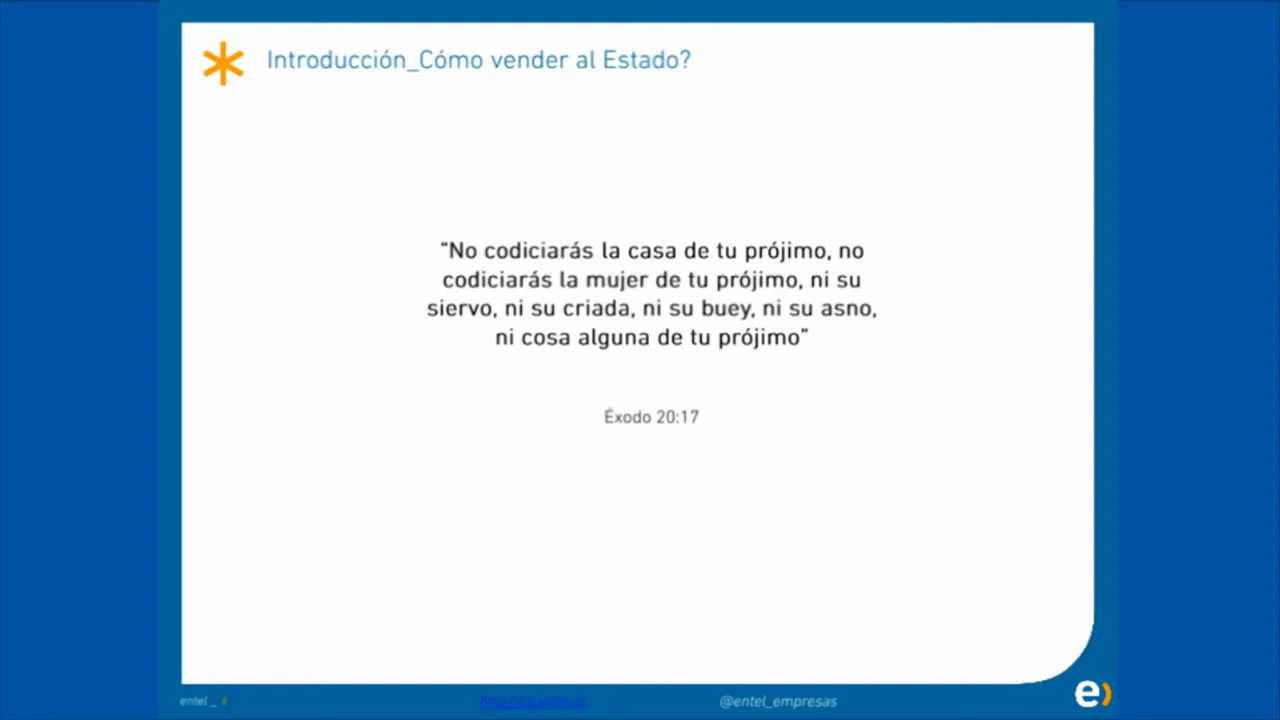 Introducción_Cómo vender al Estado?
“No codiciarás la casa de tu prójimo, no
codiciarás la mujer de tu prójimo, ni su
siervo, ni su criada, ni su buey, ni su asno,
ni cosa alguna de tu prójimo”
Éxodo 20:17
entel _
@entel_empresas
e)